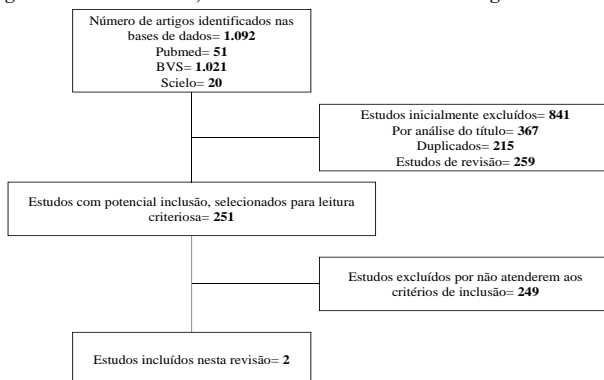 Número de artigos identificados nas
bases de dados= 1.092
Pubmed= 51
BVS= 1.021
Scielo= 20
Estudos inicialmente excluídos= 841
Por análise do título= 367
Duplicados= 215
Estudos de revisão= 259
Estudos com potencial inclusão, selecionados para leitura
criteriosa= 251
Estudos excluídos por não atenderem aos
critérios de inclusão= 249
Estudos incluídos nesta revisão= 2